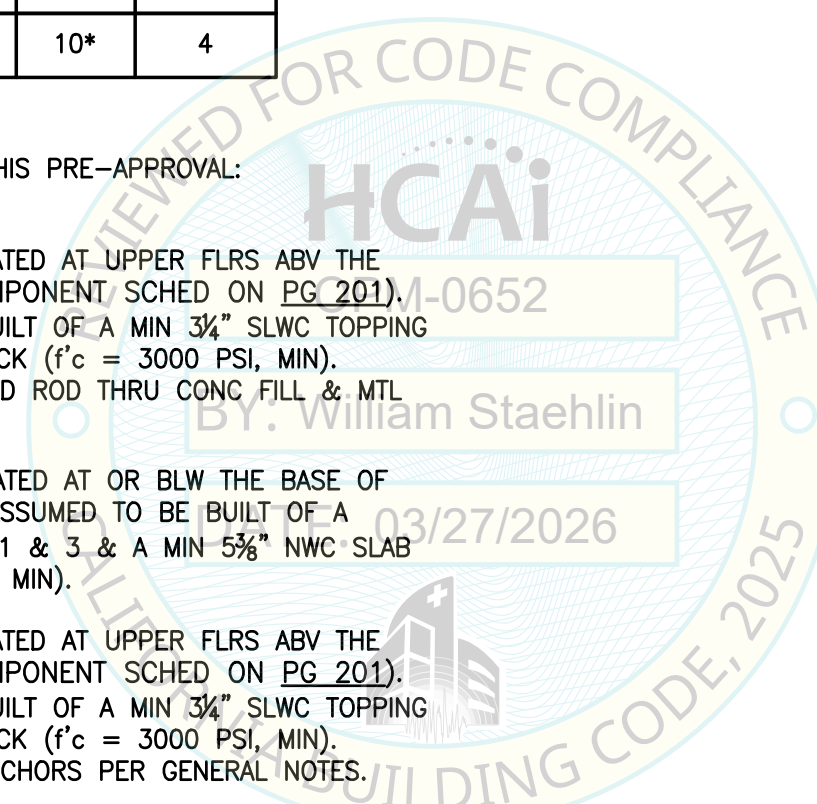 10* 4
HIS PRE-APPROVAL:
ATED AT UPPER FLRS ABV THE
MPONENT SCHED ON PG 201).
UILT OF A MIN 3¼" SLWC TOPPING
CK (f'c = 3000 PSI, MIN).
D ROD THRU CONC FILL & MTL
ATED AT OR BLW THE BASE OF
SSUMED TO BE BUILT OF A
1 & 3 & A MIN 5⅜" NWC SLAB
MIN).
ATED AT UPPER FLRS ABV THE
MPONENT SCHED ON PG 201).
UILT OF A MIN 3¼" SLWC TOPPING
CK (f'c = 3000 PSI, MIN).
CHORS PER GENERAL NOTES.
REVIEWED FOR CODE COMPLIANCE
HCAi
OPM-0652
BY: William Staehlin
DATE: 03/27/2026
CALIFORNIA BUILDING CODE, 2025